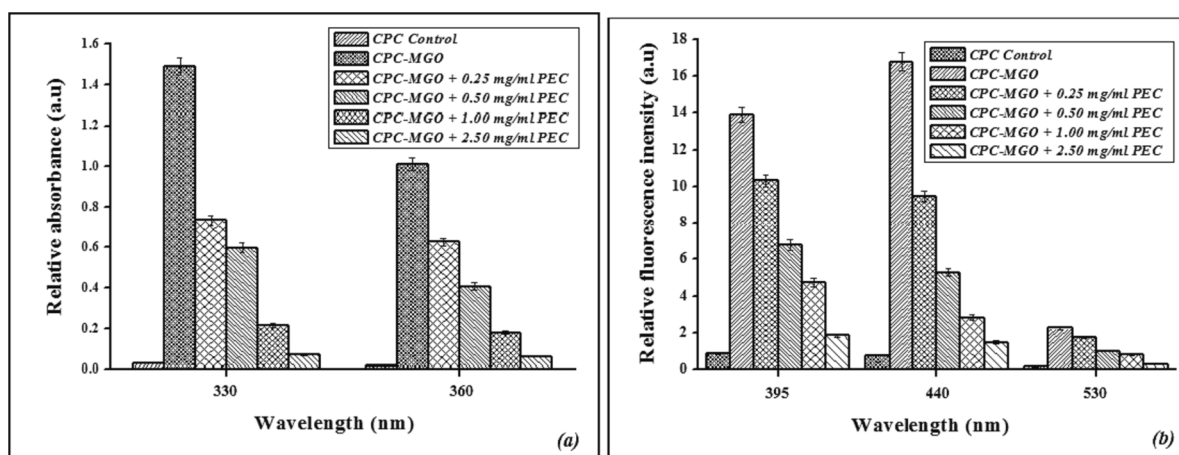 CPC Control
CPC-MGO
CPC-MGO + 0.25 mg/ml PEC
CPC-MGO + 0.50 mg/ml PEC
CPC-MGO + 1.00 mg/ml PEC
CPC-MGO + 2.50 mg/ml PEC
Relative absorbance (a.u)
1.6
1.4
1.2
1.0
0.8
0.6
0.4
0.2
0.0
330
360
Wavelength (nm)
(a)
CPC Control
CPC-MGO
CPC-MGO + 0.25 mg/ml PEC
CPC-MGO + 0.50 mg/ml PEC
CPC-MGO + 1.00 mg/ml PEC
CPC-MGO + 2.50 mg/ml PEC
Relative fluorescence inensity (a.u)
18
16
14
12
10
8
6
4
2
0
395
440
530
Wavelength (nm)
(b)